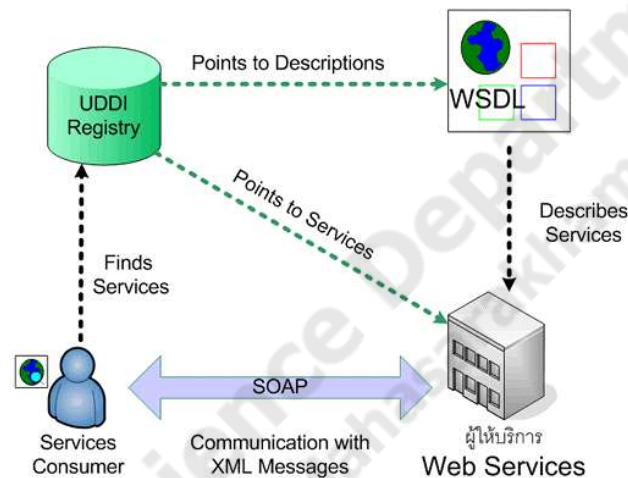 Points to Descriptions
UDDI
Registry
WSDL
Points to Services
Describes
Services
Finds
Services
SOAP
Services
Consumer
Communication with
XML Messages
ผู้ให้บริการ
Web Services